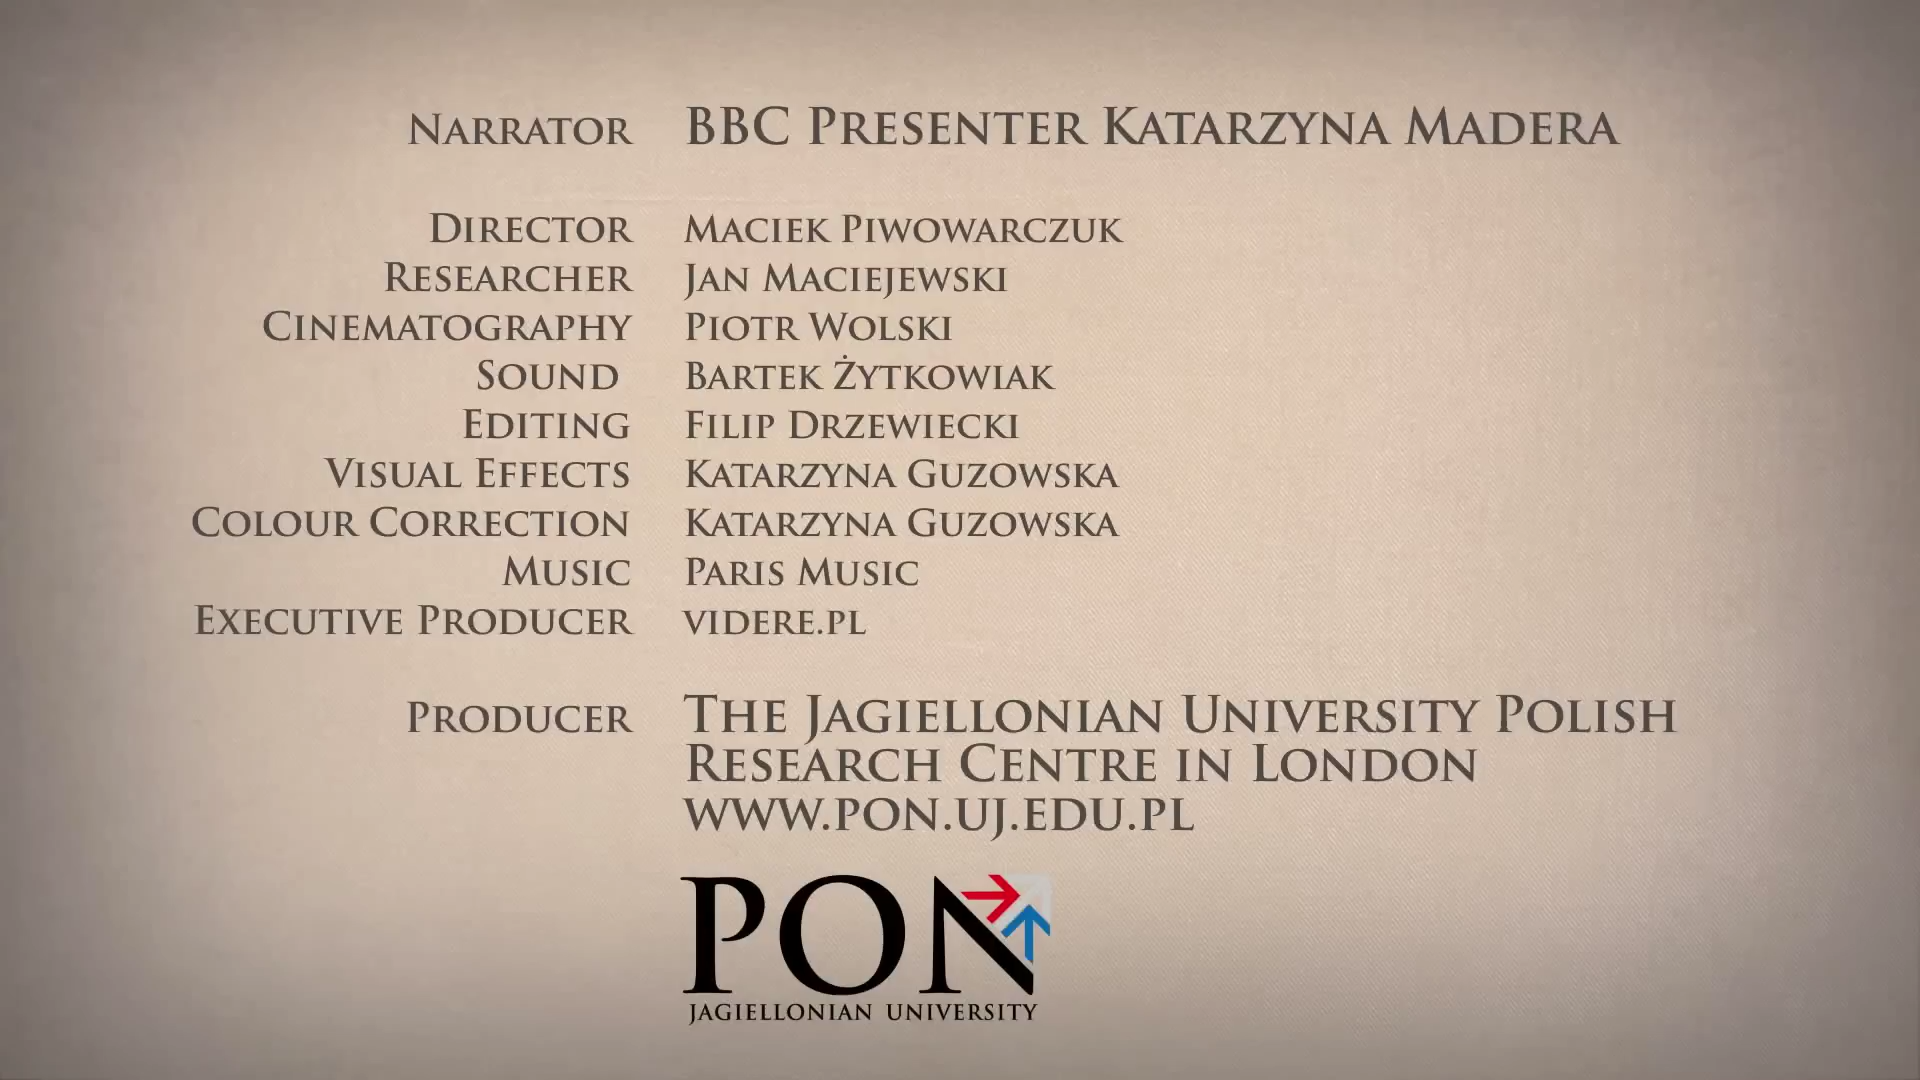 Narrator BBC Presenter Katarzyna Madera
Director Maciek Piwowarczuk
Researcher Jan Maciejewski
Cinematography Piotr Wolski
Sound Bartek Żytkowiak
Editing Filip Drzewiecki
Visual Effects Katarzyna Guzowska
Colour Correction Katarzyna Guzowska
Music Paris Music
Executive Producer videre.pl
Producer The Jagiellonian University Polish
Research Centre in London
www.pon.uj.edu.pl
PON
JAGIELLONIAN UNIVERSITY